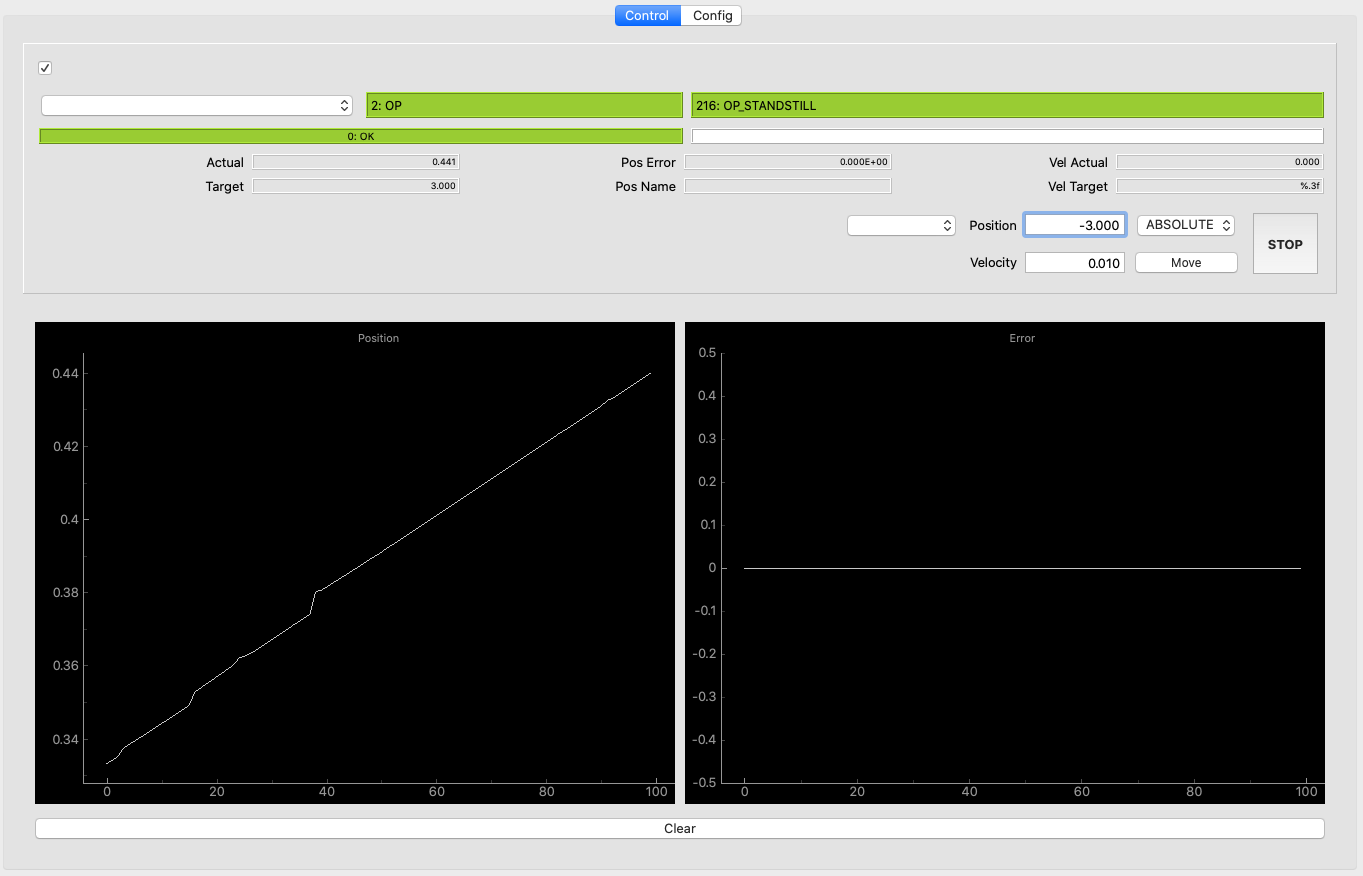 Control Config
2: OP 216: OP_STANDSTILL
0: OK
Actual 0.441 Pos Error 0.000E+00 Vel Actual 0.000
Target 3.000 Pos Name Vel Target %.3f
Position -3.000 ABSOLUTE
STOP
Velocity 0.010 Move
Position
0.44
0.42
0.4
0.38
0.36
0.34
0 20 40 60 80 100
Error
0.5
0.4
0.3
0.2
0.1
0
-0.1
-0.2
-0.3
-0.4
-0.5
0 20 40 60 80 100
Clear